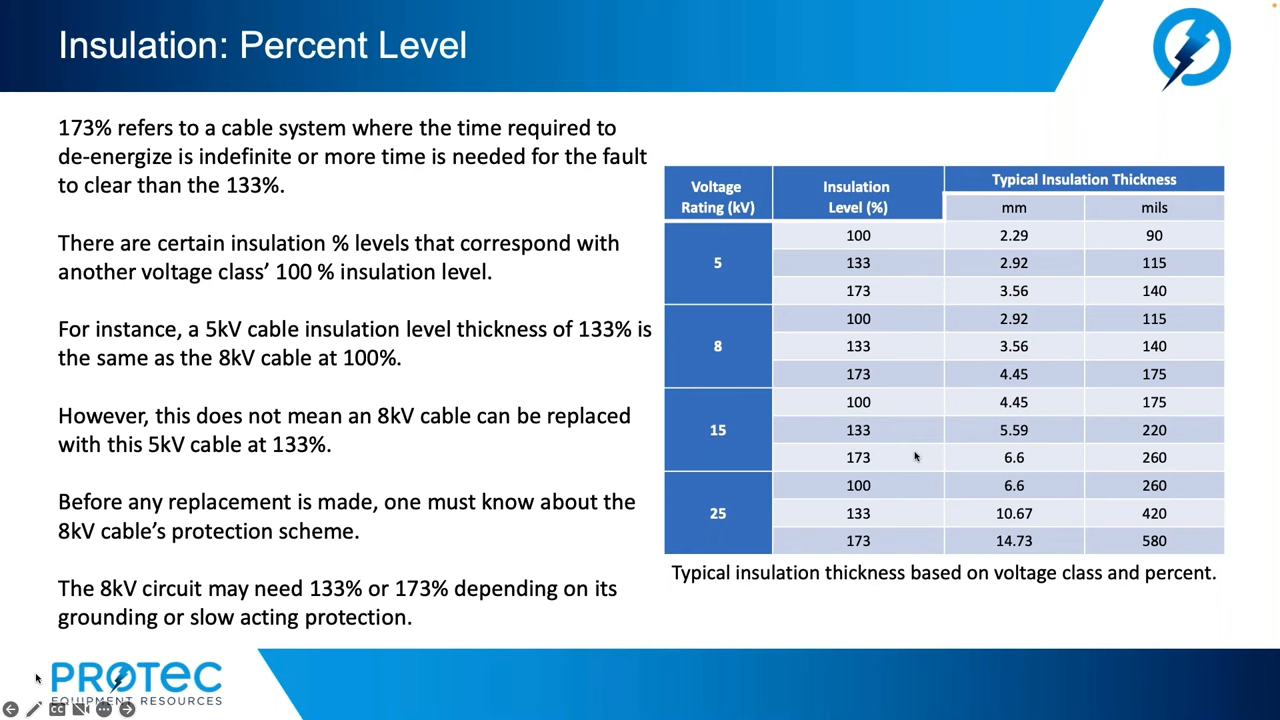 Insulation: Percent Level
173% refers to a cable system where the time required to
de-energize is indefinite or more time is needed for the fault
to clear than the 133%.
There are certain insulation % levels that correspond with
another voltage class’ 100 % insulation level.
For instance, a 5kV cable insulation level thickness of 133% is
the same as the 8kV cable at 100%.
However, this does not mean an 8kV cable can be replaced
with this 5kV cable at 133%.
Before any replacement is made, one must know about the
8kV cable’s protection scheme.
The 8kV circuit may need 133% or 173% depending on its
grounding or slow acting protection.
Voltage Rating (kV) Insulation Level (%) Typical Insulation Thickness
mm mils
5 100 2.29 90
133 2.92 115
173 3.56 140
8 100 2.92 115
133 3.56 140
173 4.45 175
15 100 4.45 175
133 5.59 220
173 6.6 260
25 100 6.6 260
133 10.67 420
173 14.73 580
Typical insulation thickness based on voltage class and percent.
PROTEC
EQUIPMENT RESOURCES
CC